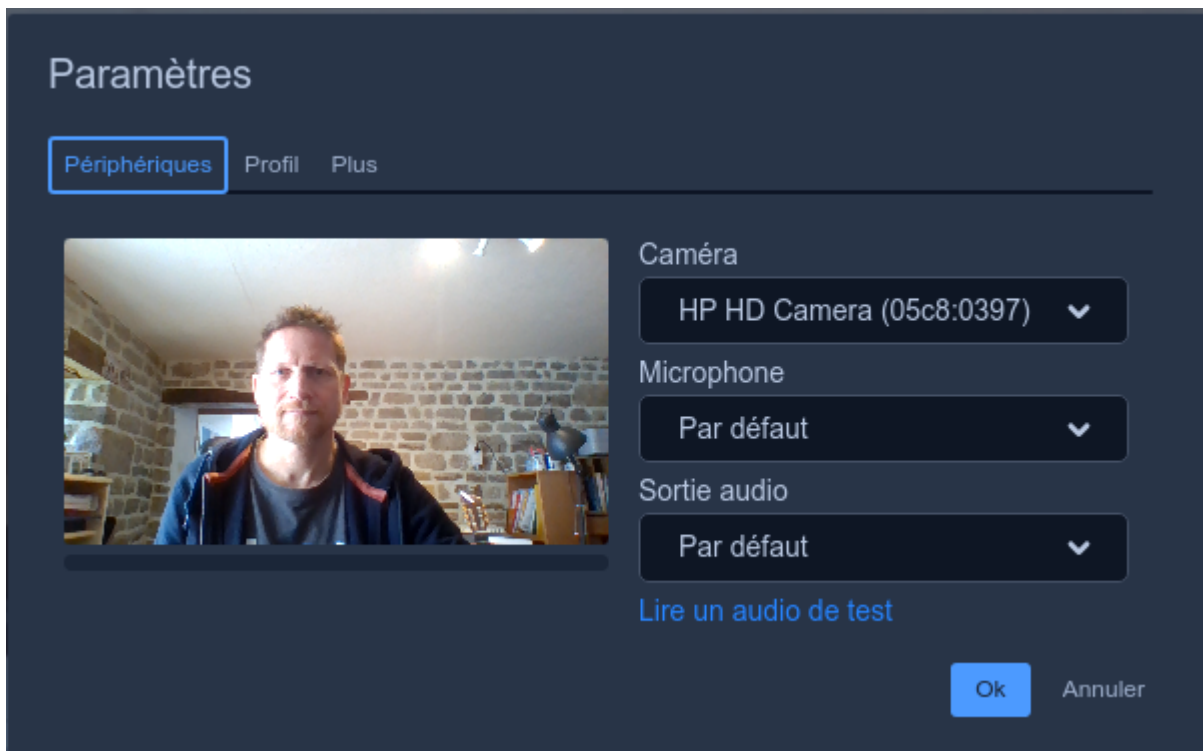 Paramètres
Périphériques Profil Plus
Caméra
HP HD Camera (05c8:0397)
Microphone
Par défaut
Sortie audio
Par défaut
Lire un audio de test
Ok Annuler